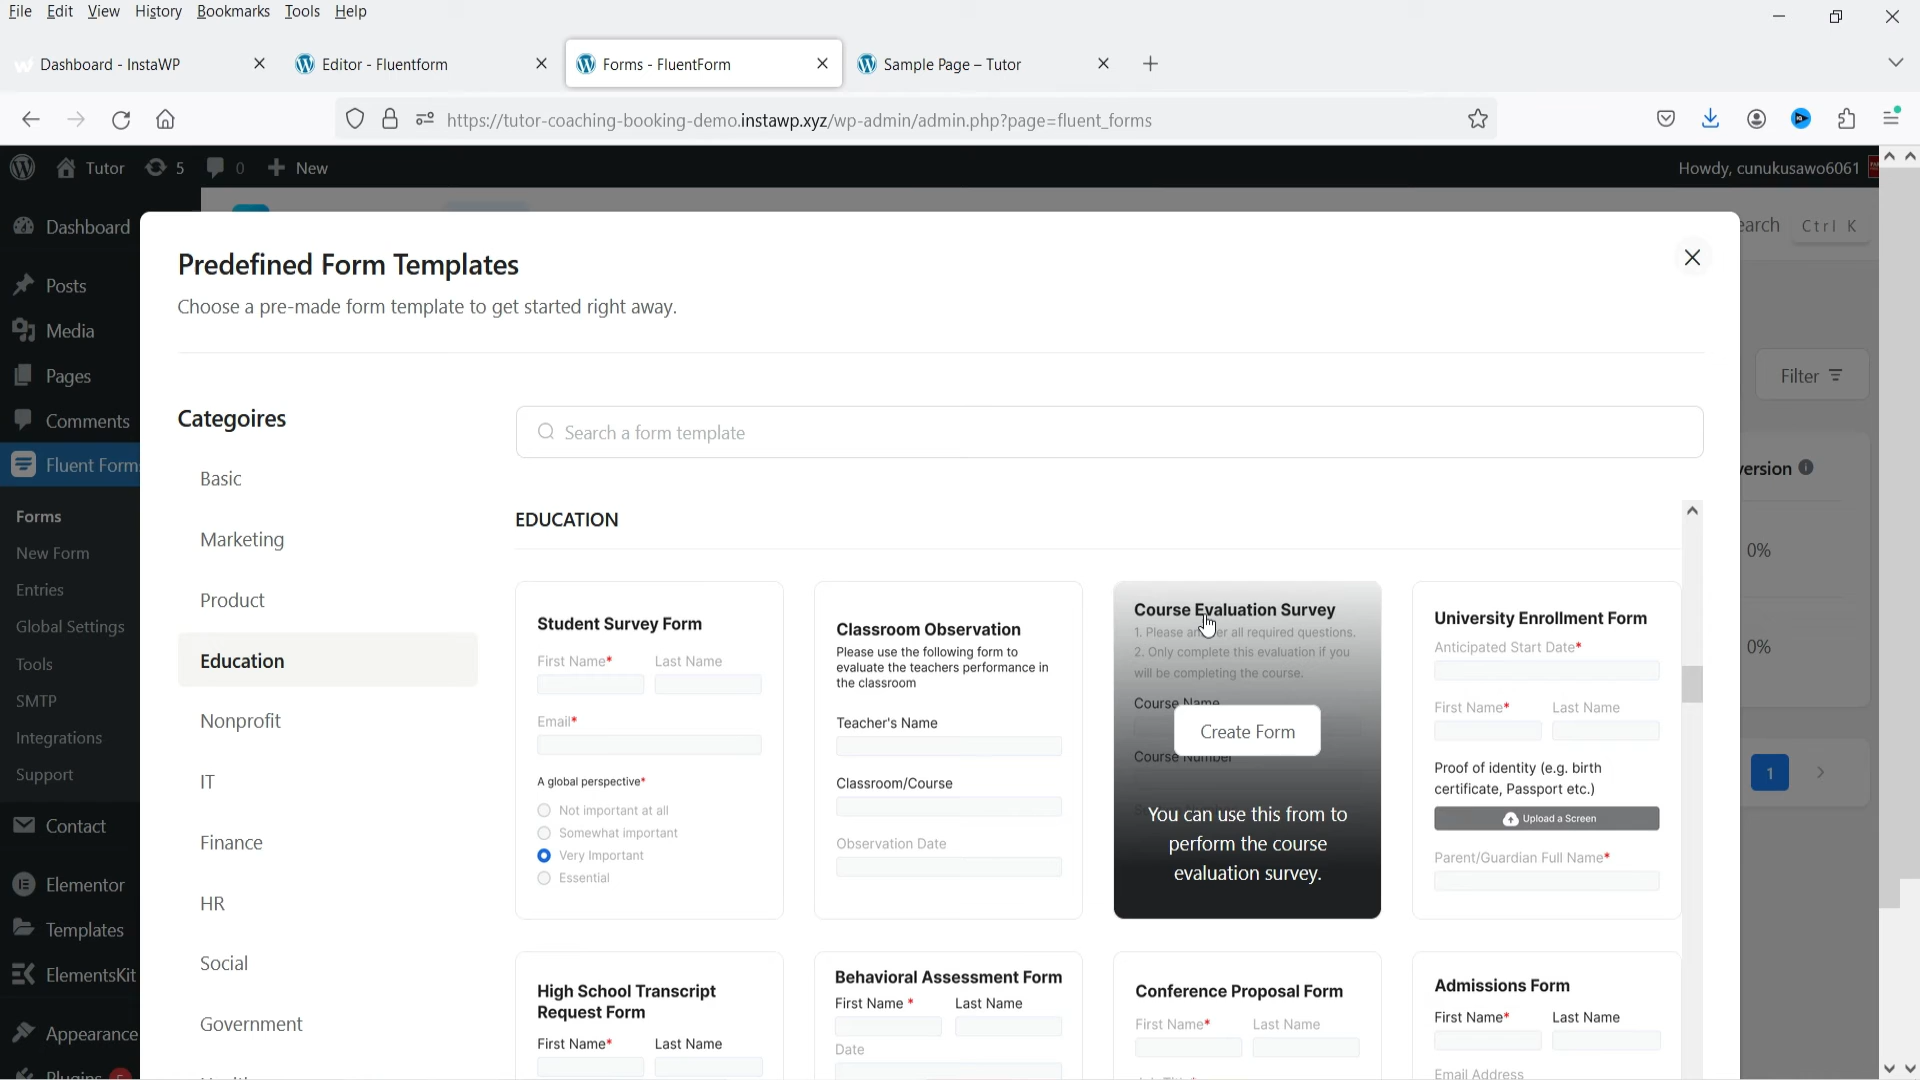 File Edit View History Bookmarks Tools Help
Dashboard - InstaWP
Editor - Fluentform
Forms - FluentForm
Sample Page – Tutor
https://tutor-coaching-booking-demo.instawp.xyz/wp-admin/admin.php?page=fluent_forms
Tutor 5 0 New
Howdy, cunukusawo6061
Dashboard
Posts
Media
Pages
Comments
Fluent Form
Forms
New Form
Entries
Global Settings
Tools
SMTP
Integrations
Support
Contact
Elementor
Templates
ElementsKit
Appearance
Plugins 5
earch Ctrl K
Filter
version
0%
0%
1
Predefined Form Templates
Choose a pre-made form template to get started right away.
Categoires
Basic
Marketing
Product
Education
Nonprofit
IT
Finance
HR
Social
Government
Search a form template
EDUCATION
Student Survey Form
First Name* Last Name
Email*
A global perspective*
Not important at all
Somewhat important
Very Important
Essential
Classroom Observation
Please use the following form to
evaluate the teachers performance in
the classroom
Teacher's Name
Classroom/Course
Observation Date
Course Evaluation Survey
1. Please answer all required questions.
2. Only complete this evaluation if you
will be completing the course.
Course Name
Create Form
Course Number
You can use this from to
perform the course
evaluation survey.
University Enrollment Form
Anticipated Start Date*
First Name* Last Name
Proof of identity (e.g. birth
certificate, Passport etc.)
Upload a Screen
Parent/Guardian Full Name*
High School Transcript
Request Form
First Name* Last Name
Behavioral Assessment Form
First Name * Last Name
Date
Conference Proposal Form
First Name* Last Name
Admissions Form
First Name* Last Name
Email Address